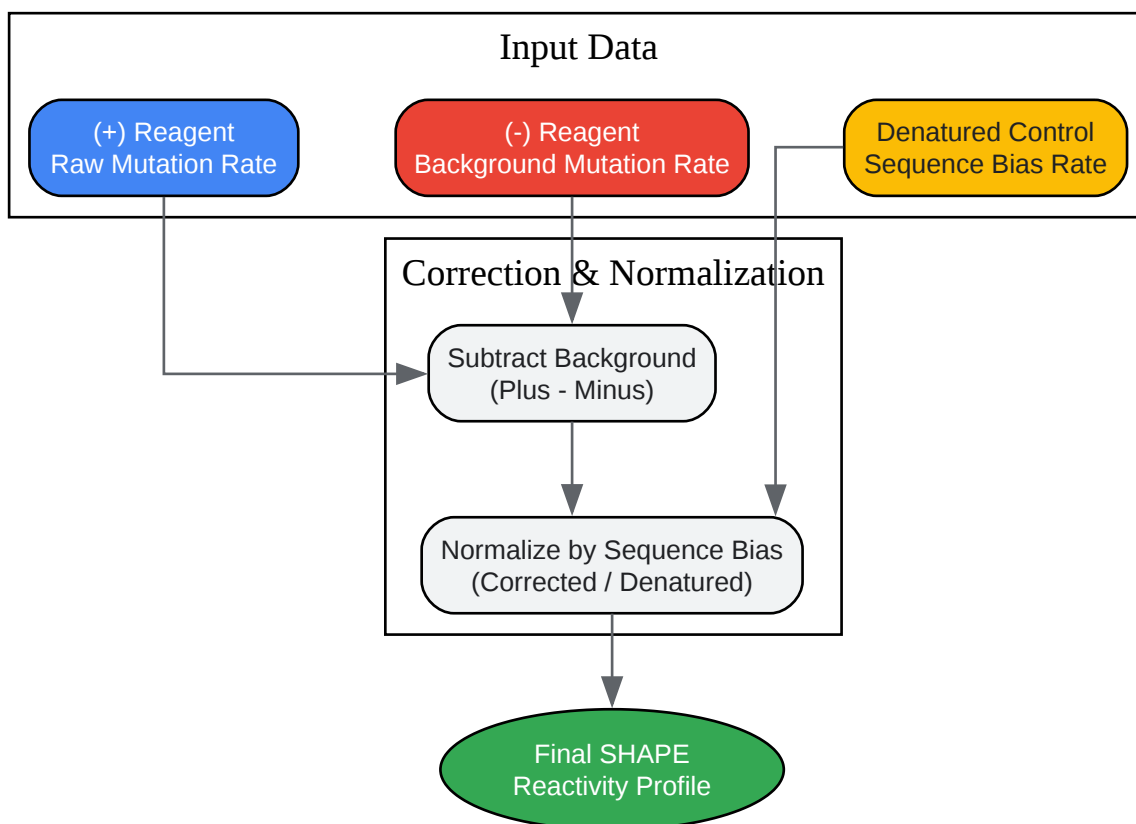 Input Data
(+) Reagent
Raw Mutation Rate
(-) Reagent
Background Mutation Rate
Denatured Control
Sequence Bias Rate
Correction & Normalization
Subtract Background
(Plus - Minus)
Normalize by Sequence Bias
(Corrected / Denatured)
Final SHAPE
Reactivity Profile